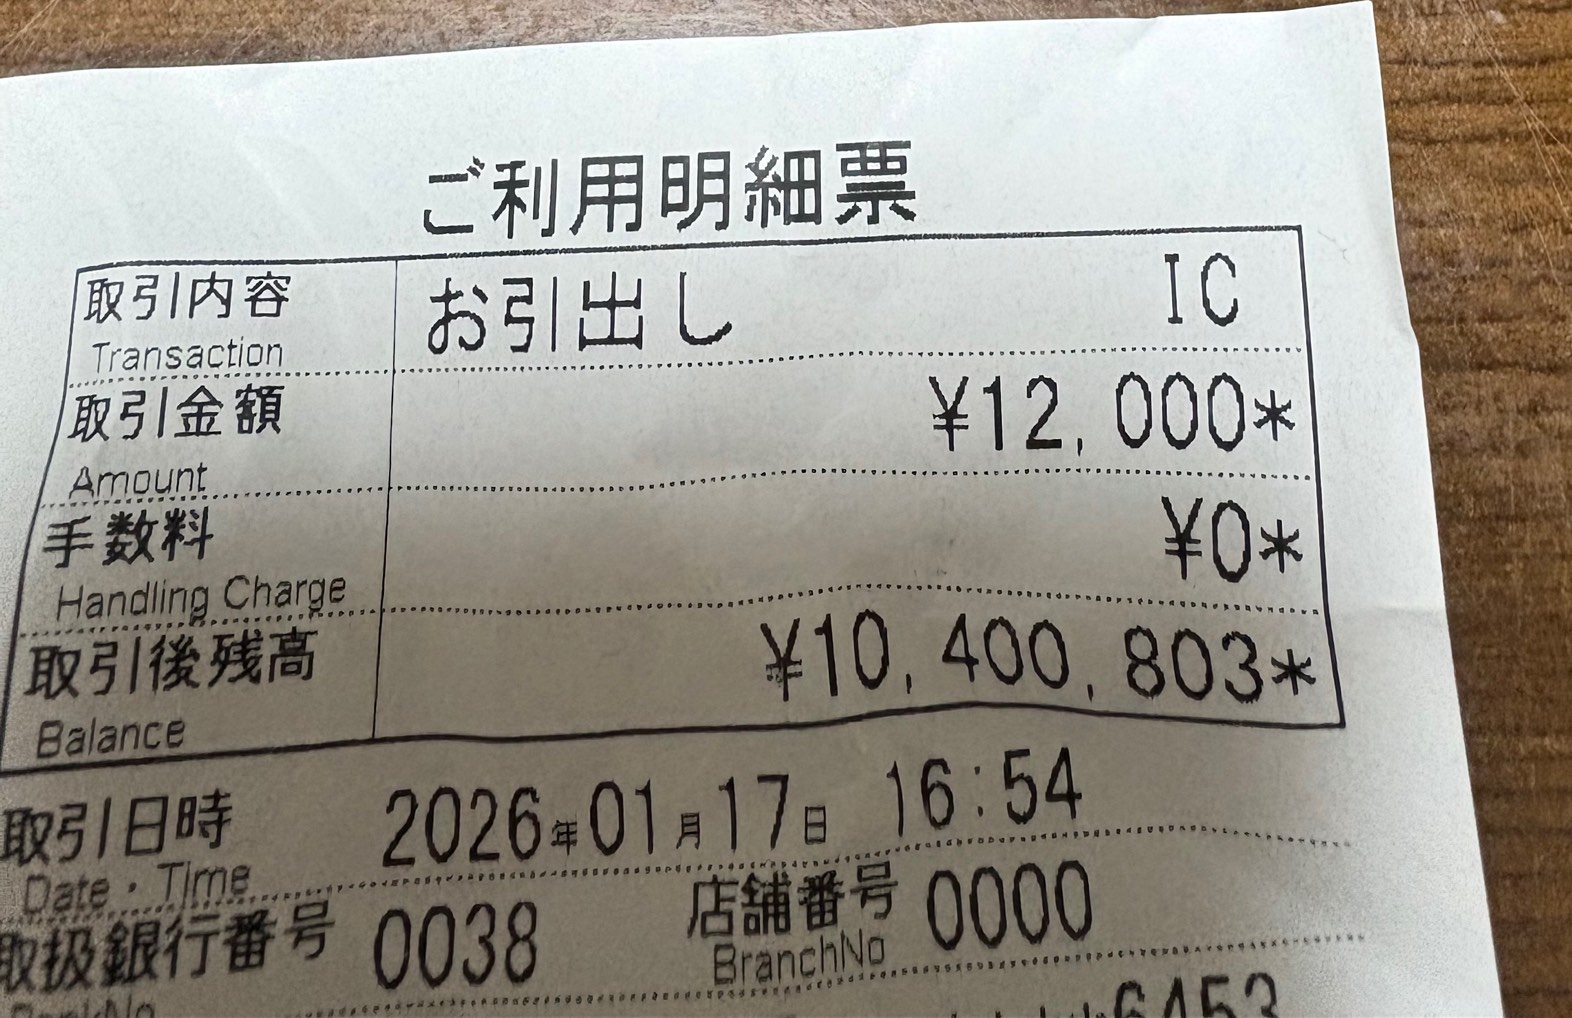 ご利用明細票
取引内容 お引出し IC
Transaction
取引金額 ¥12,000*
Amount
手数料 ¥0*
Handling Charge
取引後残高 ¥10,400,803*
Balance
取引日時 2026年01月17日 16:54
Date・Time
取扱銀行番号 0038 店舗番号 0000
BankNo BranchNo
6453